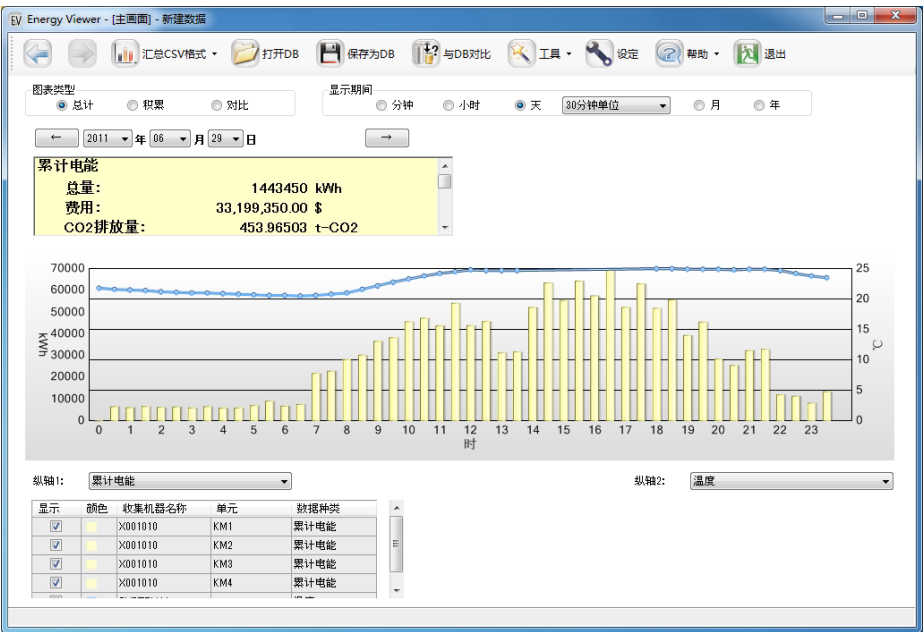 EV Energy Viewer - [主画面] - 新建数据
汇总CSV格式 打开DB 保存为DB 与DB对比 工具 设定 帮助 退出
图表类型
总计 积累 对比
显示期间
分钟 小时 天 30分钟单位 月 年
← 2011 年 06 月 29 日 →
累计电能
总量: 1443450 kWh
费用: 33,199,350.00 $
CO2排放量: 453.96503 t-CO2
70000
60000
50000
40000
30000
20000
10000
0
kWh
25
20
15
10
5
0
℃
0 1 2 3 4 5 6 7 8 9 10 11 12 13 14 15 16 17 18 19 20 21 22 23
时
纵轴1: 累计电能 纵轴2: 温度
显示 颜色 收集机器名称 单元 数据种类
X001010 KM1 累计电能
X001010 KM2 累计电能
X001010 KM3 累计电能
X001010 KM4 累计电能